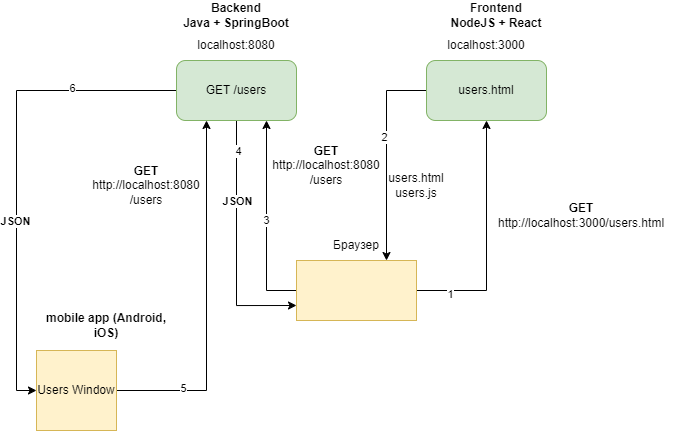 Backend
Java + SpringBoot
localhost:8080
Frontend
NodeJS + React
localhost:3000
6
GET /users
users.html
2
4
GET
http://localhost:8080
/users
GET
http://localhost:8080
/users
users.html
users.js
JSON
JSON
3
GET
http://localhost:3000/users.html
Браузер
1
mobile app (Android,
iOS)
Users Window
5